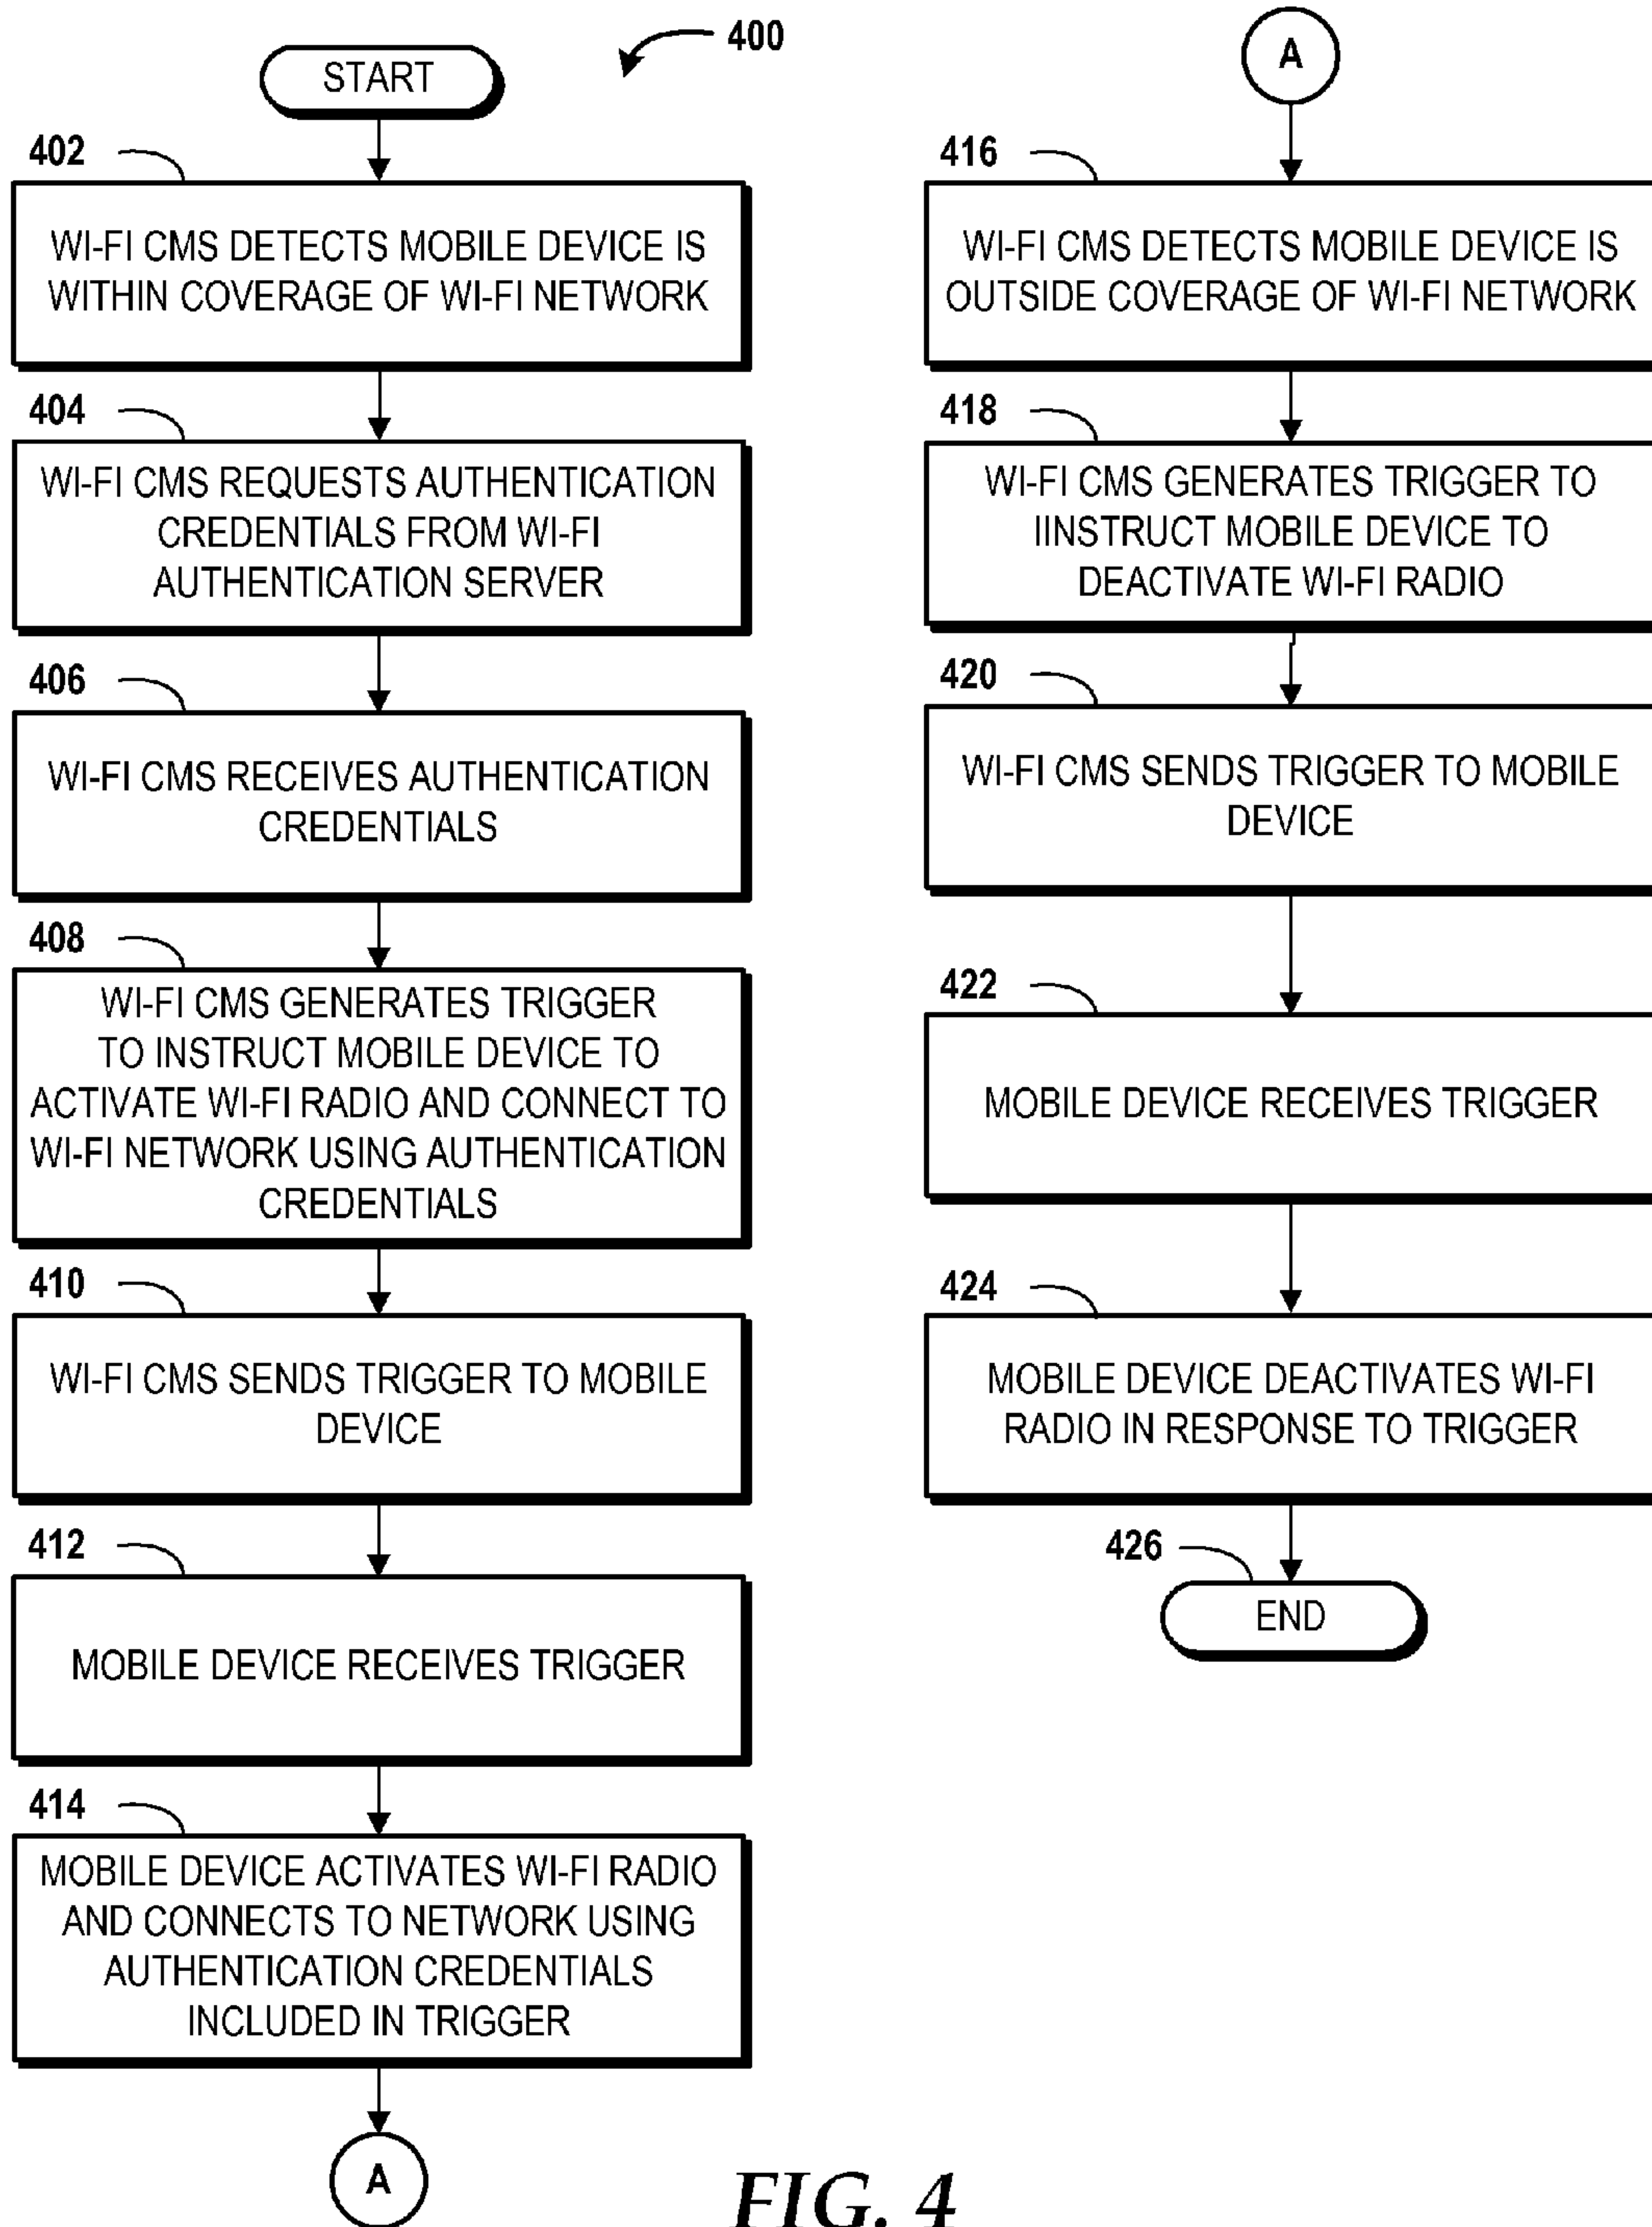 400
START
402
WI-FI CMS DETECTS MOBILE DEVICE IS
WITHIN COVERAGE OF WI-FI NETWORK
404
WI-FI CMS REQUESTS AUTHENTICATION
CREDENTIALS FROM WI-FI
AUTHENTICATION SERVER
406
WI-FI CMS RECEIVES AUTHENTICATION
CREDENTIALS
408
WI-FI CMS GENERATES TRIGGER
TO INSTRUCT MOBILE DEVICE TO
ACTIVATE WI-FI RADIO AND CONNECT TO
WI-FI NETWORK USING AUTHENTICATION
CREDENTIALS
410
WI-FI CMS SENDS TRIGGER TO MOBILE
DEVICE
412
MOBILE DEVICE RECEIVES TRIGGER
414
MOBILE DEVICE ACTIVATES WI-FI RADIO
AND CONNECTS TO NETWORK USING
AUTHENTICATION CREDENTIALS
INCLUDED IN TRIGGER
A
A
416
WI-FI CMS DETECTS MOBILE DEVICE IS
OUTSIDE COVERAGE OF WI-FI NETWORK
418
WI-FI CMS GENERATES TRIGGER TO
IINSTRUCT MOBILE DEVICE TO
DEACTIVATE WI-FI RADIO
420
WI-FI CMS SENDS TRIGGER TO MOBILE
DEVICE
422
MOBILE DEVICE RECEIVES TRIGGER
424
MOBILE DEVICE DEACTIVATES WI-FI
RADIO IN RESPONSE TO TRIGGER
426
END
FIG. 4